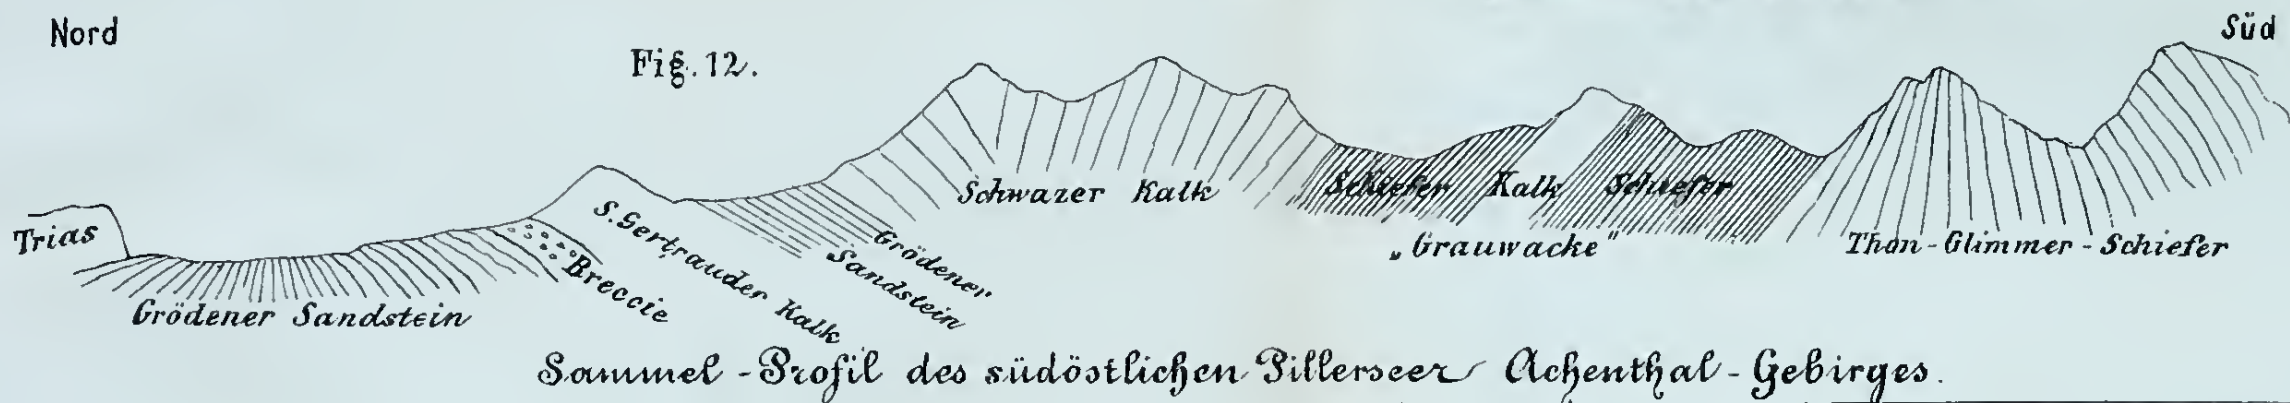 Nord
Süd
Fig. 12.
Trias
Grödener Sandstein
Breccie
S. Gertrauder Kalk
Grödener
Sandstein
Schwazer Kalk
Schiefer Kalk Schiefer
„Grauwacke"
Thon-Glimmer-Schiefer
Sammel-Profil des südöstlichen Pillerseer Achenthal-Gebirges.